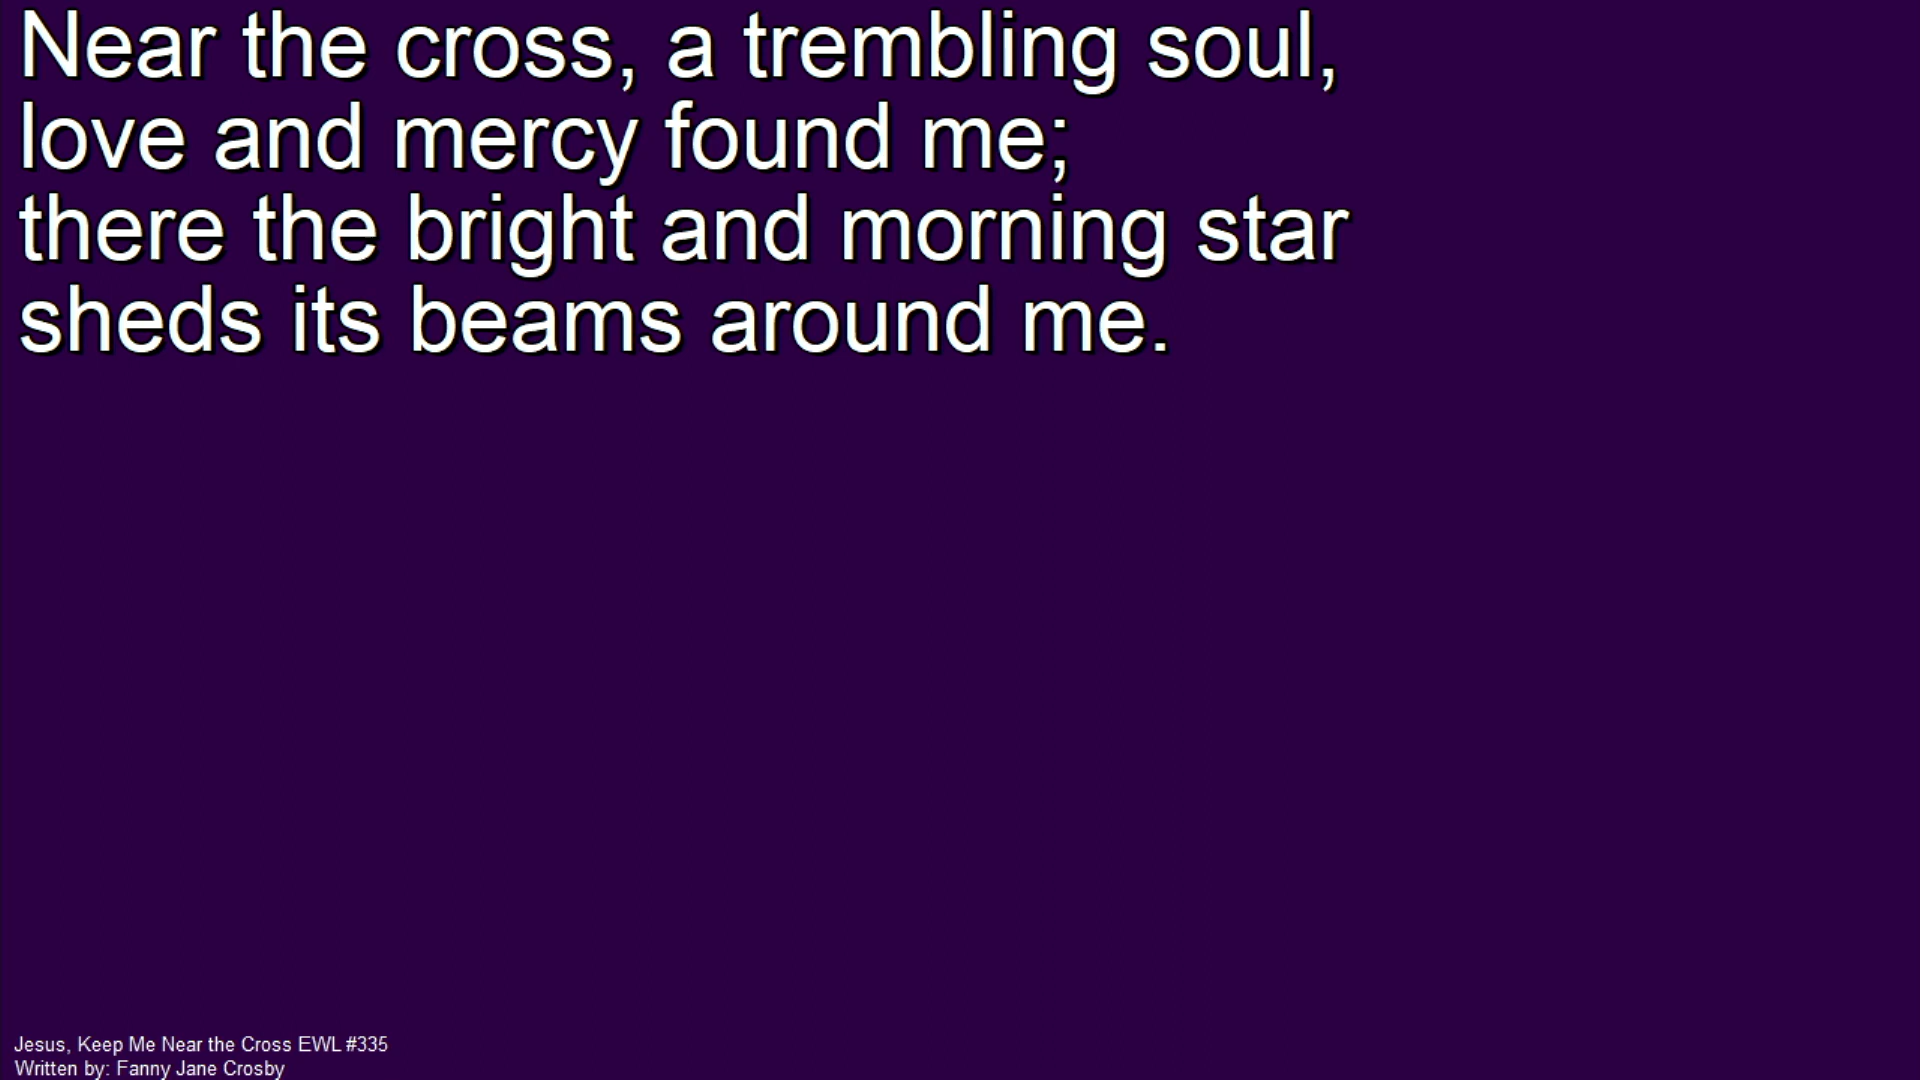 Near the cross, a trembling soul,
love and mercy found me;
there the bright and morning star
sheds its beams around me.
Jesus, Keep Me Near the Cross EWL #335
Written by: Fanny Jane Crosby